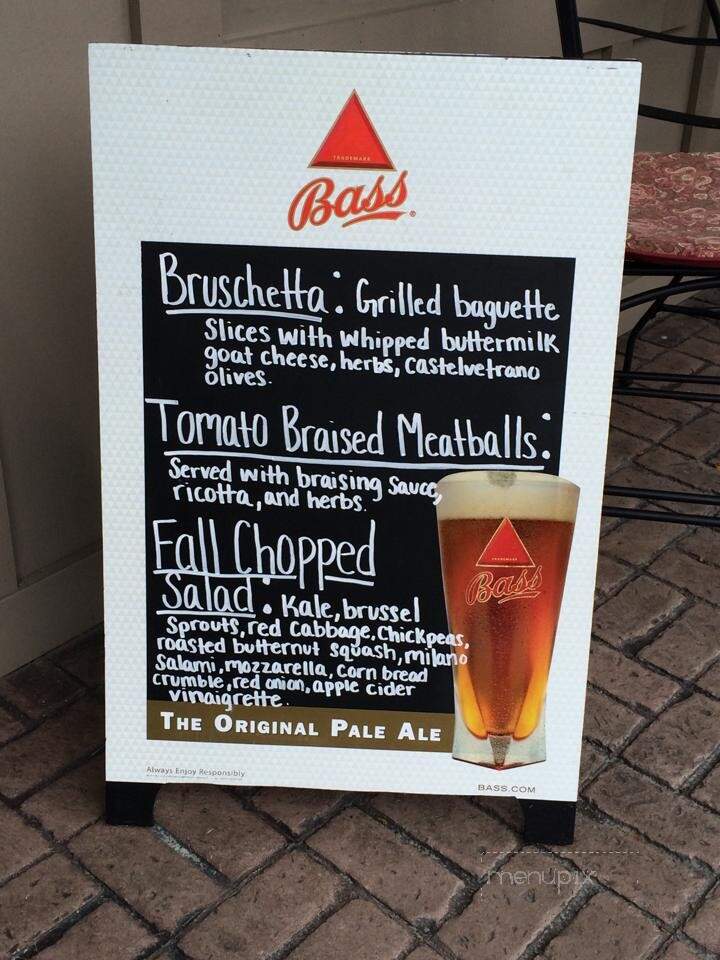 TRADEMARK
Bass®
Bruschetta: Grilled baguette
Slices with whipped buttermilk
goat cheese, herbs, Castelvetrano
olives.
Tomato Braised Meatballs:
Served with braising sauce,
ricotta, and herbs.
Fall Chopped
Salad: Kale, brussel
Sprouts, red cabbage, Chickpeas,
roasted butternut squash, milano
Salami, mozzarella, corn bread
crumble, red onion, apple cider
vinaigrette.
TRADEMARK
Bass
THE ORIGINAL PALE ALE
Always Enjoy Responsibly
BASS.COM
menupix